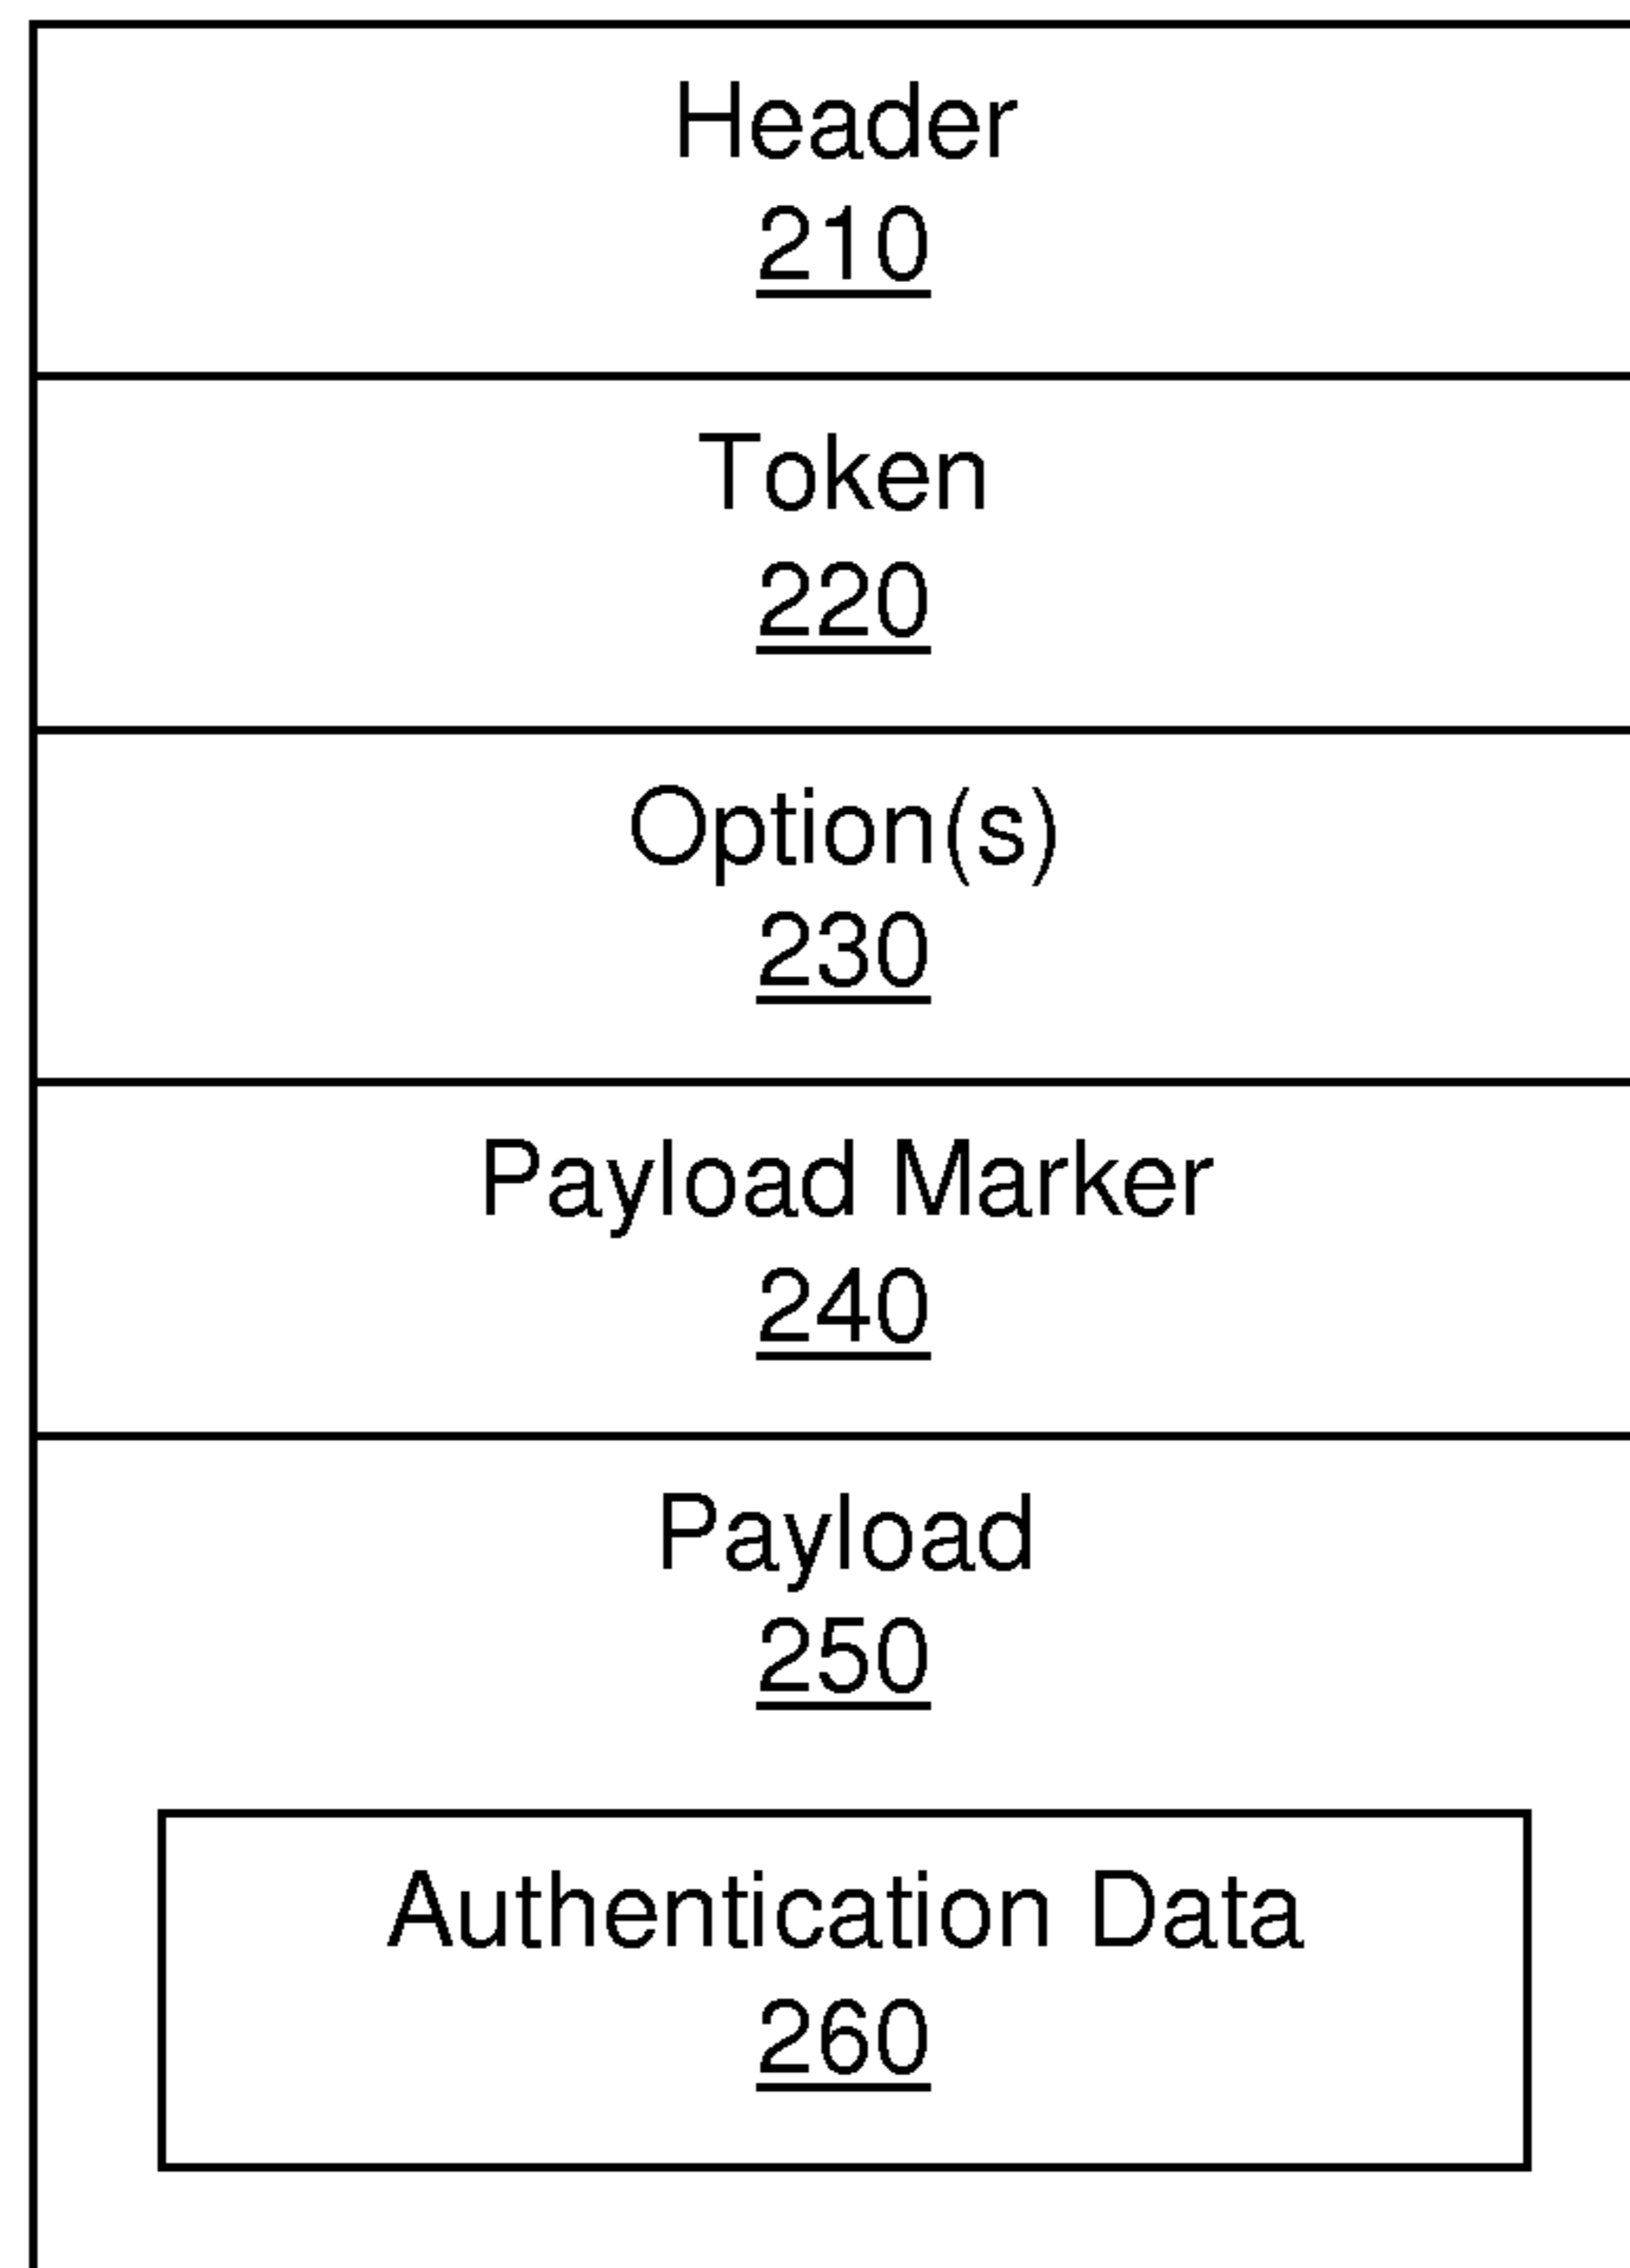 Header
210
Token
220
Option(s)
230
Payload Marker
240
Payload
250
Authentication Data
260